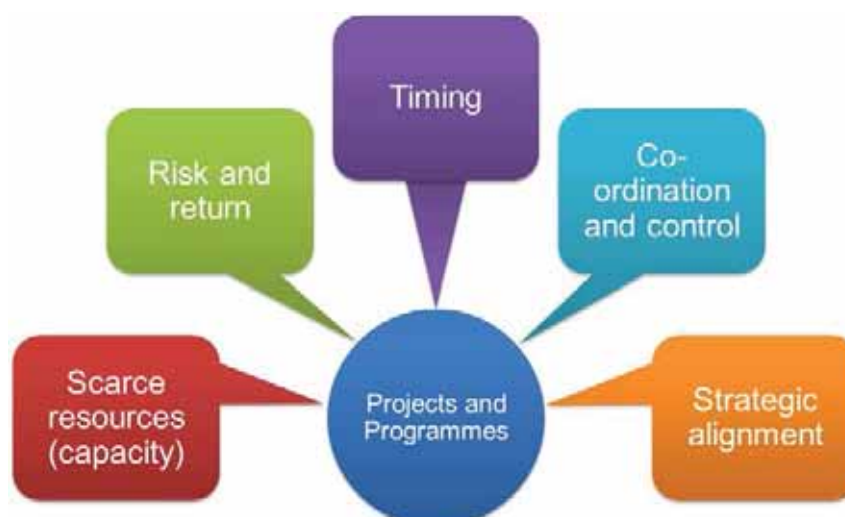 Timing
Risk and
return
Co-
ordination
and control
Scarce
resources
(capacity)
Projects and
Programmes
Strategic
alignment